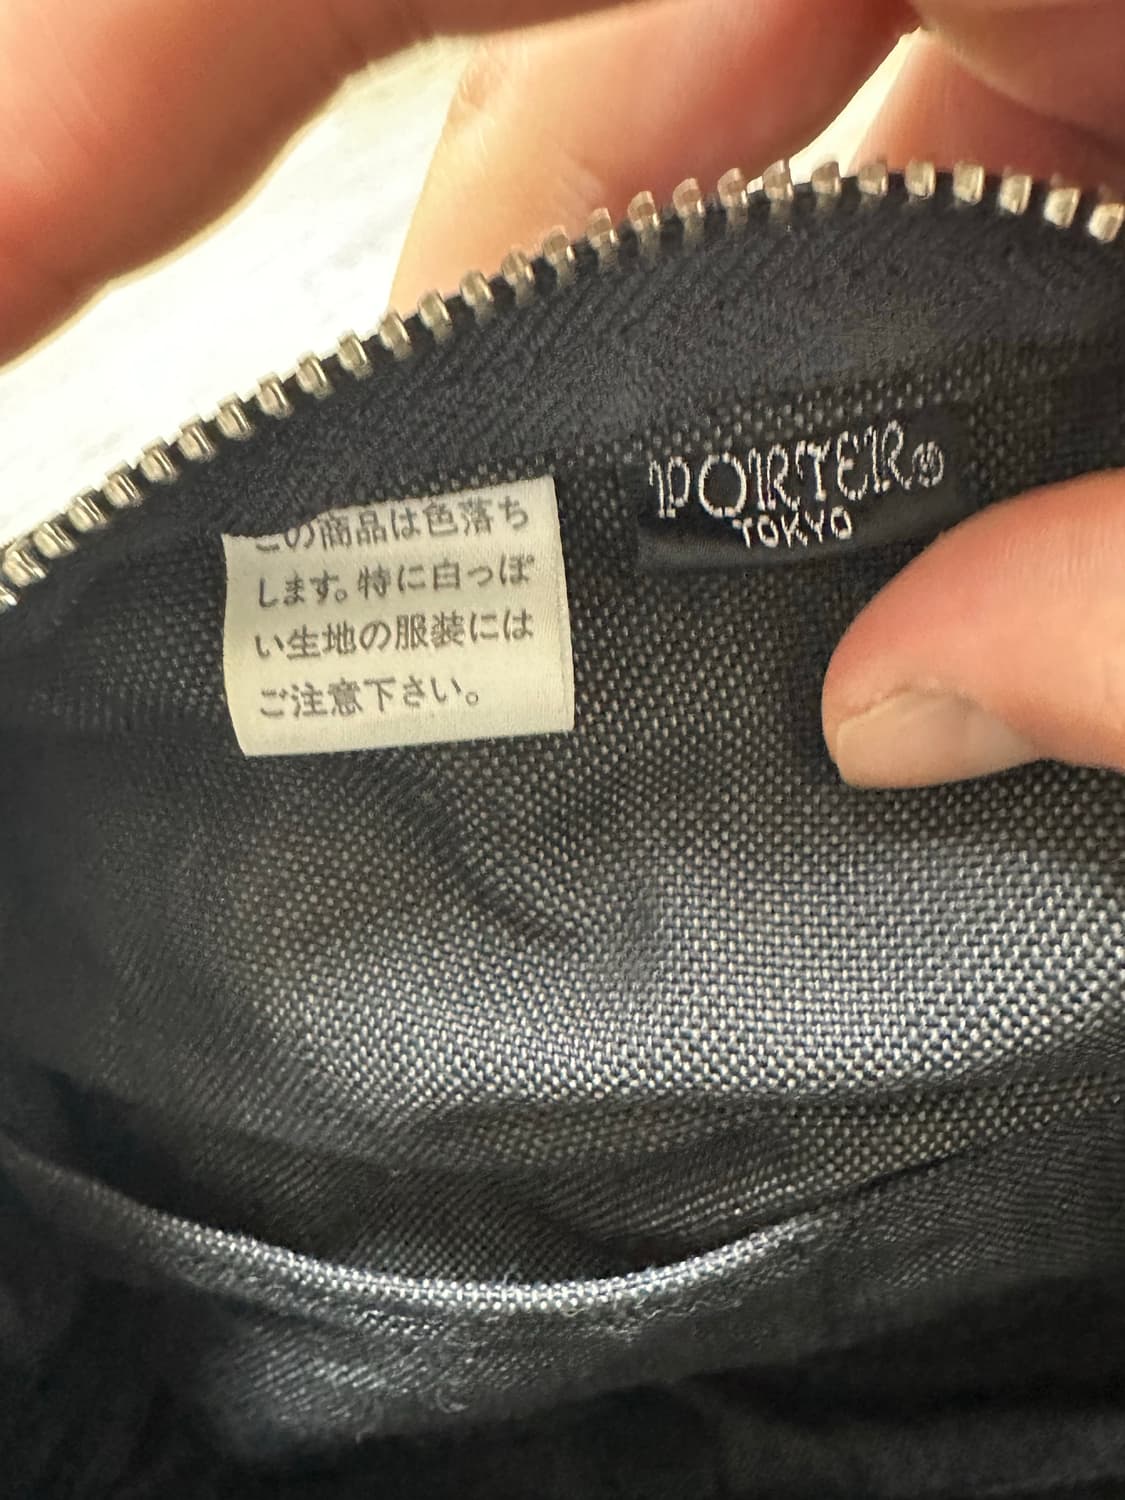 この商品は色落ち
します。特に白っぽ
い生地の服装には
ご注意下さい。
PORTER®
TOKYO